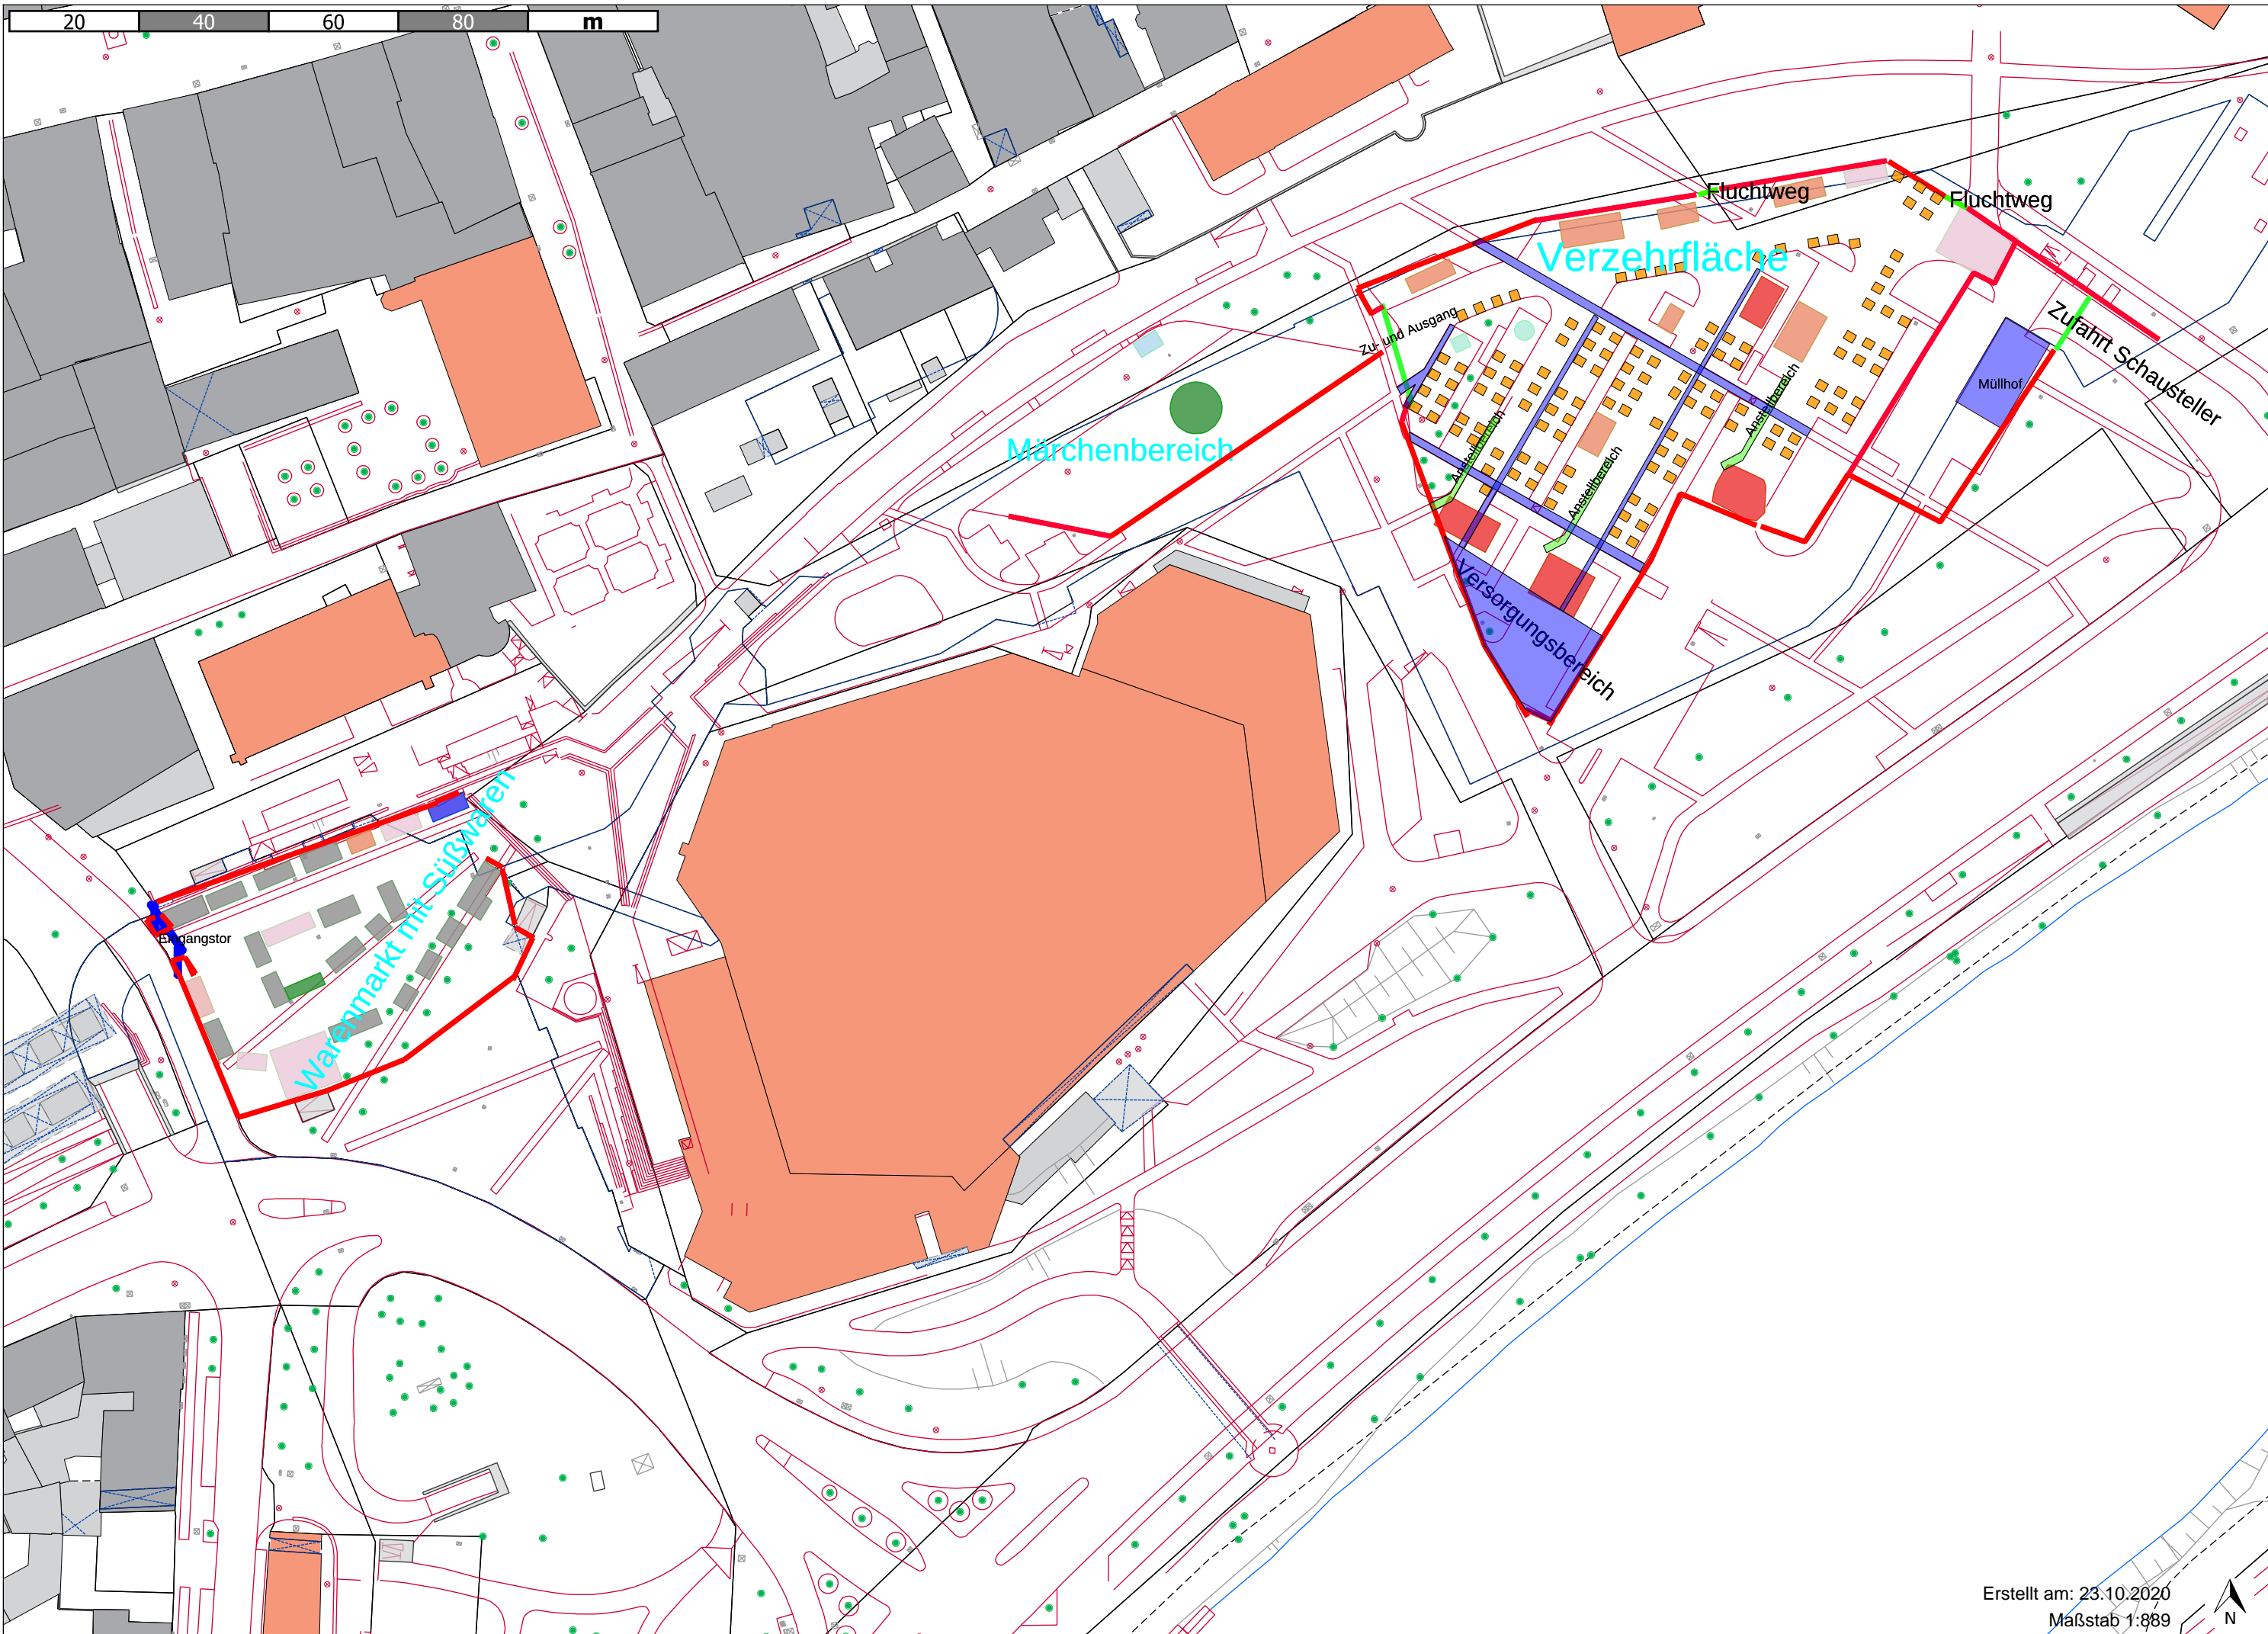 20 40 60 80 m
Fluchtweg
Fluchtweg
Verzehrfläche
Zufahrt Schausteller
Zu- und Ausgang
Müllhof
Märchenbereich
Anstellbereich
Anstellbereich
Anstellbereich
Versorgungsbereich
Warenmarkt mit Süßwaren
Eingangstor
Erstellt am: 23.10.2020
Maßstab 1:889
N